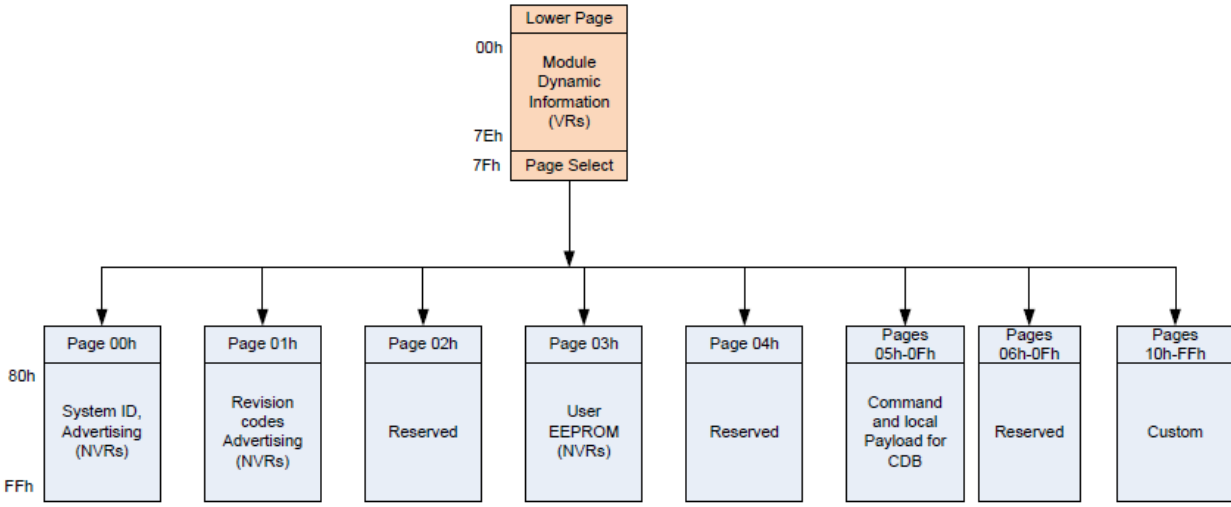 Lower Page
00h
Module
Dynamic
Information
(VRs)
7Eh
7Fh
Page Select
Page 00h
Page 01h
Page 02h
Page 03h
Page 04h
Pages
05h-0Fh
Pages
06h-0Fh
Pages
10h-FFh
80h
System ID,
Advertising
(NVRs)
Revision
codes
Advertising
(NVRs)
Reserved
User
EEPROM
(NVRs)
Reserved
Command
and local
Payload for
CDB
Reserved
Custom
FFh